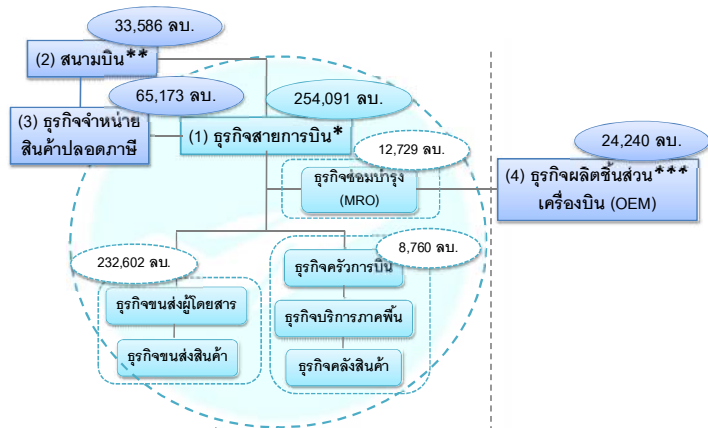 33,586 ลบ.
(2) สนามบิน**
65,173 ลบ.
254,091 ลบ.
(3) ธุรกิจจำหน่าย
สินค้าปลอดภาษี
(1) ธุรกิจสายการบิน*
12,729 ลบ.
24,240 ลบ.
ธุรกิจซ่อมบำรุง
(MRO)
(4) ธุรกิจผลิตชิ้นส่วน***
เครื่องบิน (OEM)
232,602 ลบ.
8,760 ลบ.
ธุรกิจครัวการบิน
ธุรกิจขนส่งผู้โดยสาร
ธุรกิจบริการภาคพื้น
ธุรกิจขนส่งสินค้า
ธุรกิจคลังสินค้า